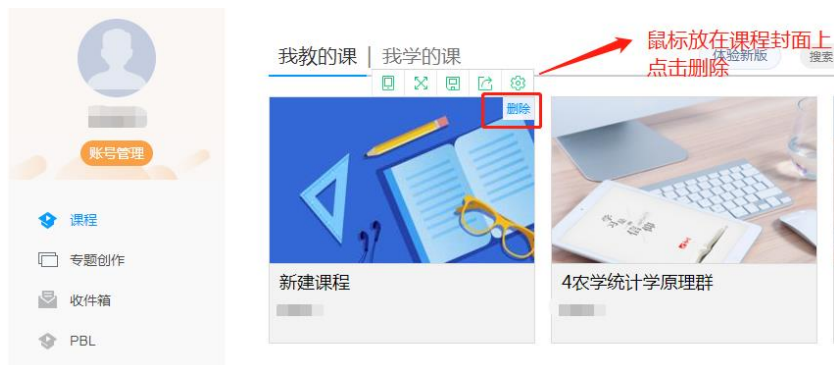 账号管理
课程
专题创作
收件箱
PBL
我教的课 | 我学的课
体验新版
搜索
鼠标放在课程封面上
点击删除
删除
新建课程
4农学统计学原理群